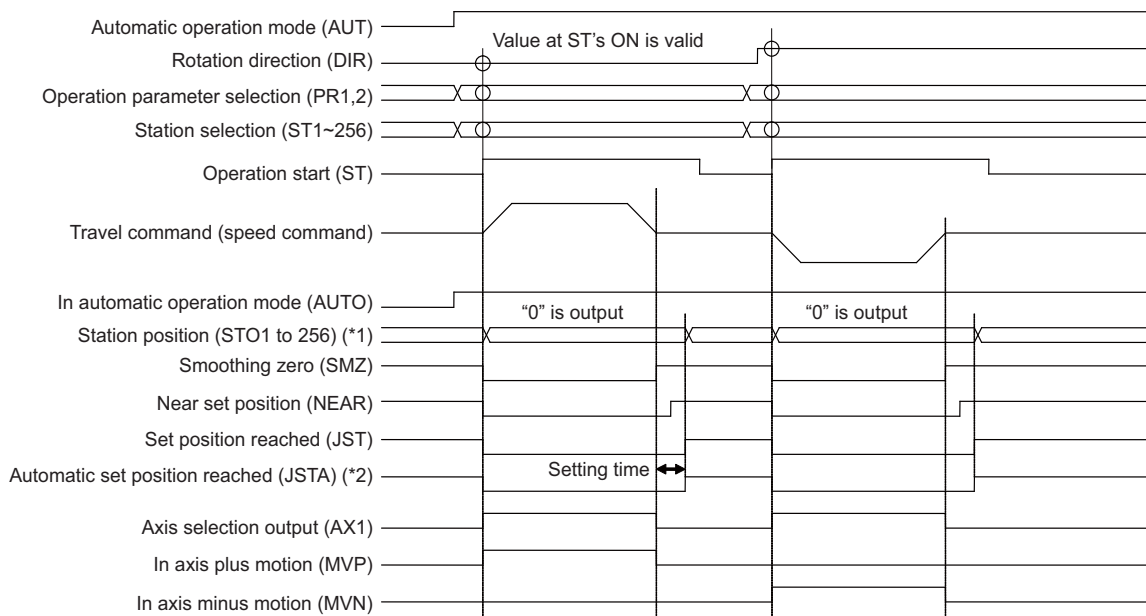 Automatic operation mode (AUT)
Value at ST’s ON is valid
Rotation direction (DIR)
Operation parameter selection (PR1,2)
Station selection (ST1~256)
Operation start (ST)
Travel command (speed command)
In automatic operation mode (AUTO)
“0” is output
“0” is output
Station position (STO1 to 256) (*1)
Smoothing zero (SMZ)
Near set position (NEAR)
Set position reached (JST)
Setting time
Automatic set position reached (JSTA) (*2)
Axis selection output (AX1)
In axis plus motion (MVP)
In axis minus motion (MVN)